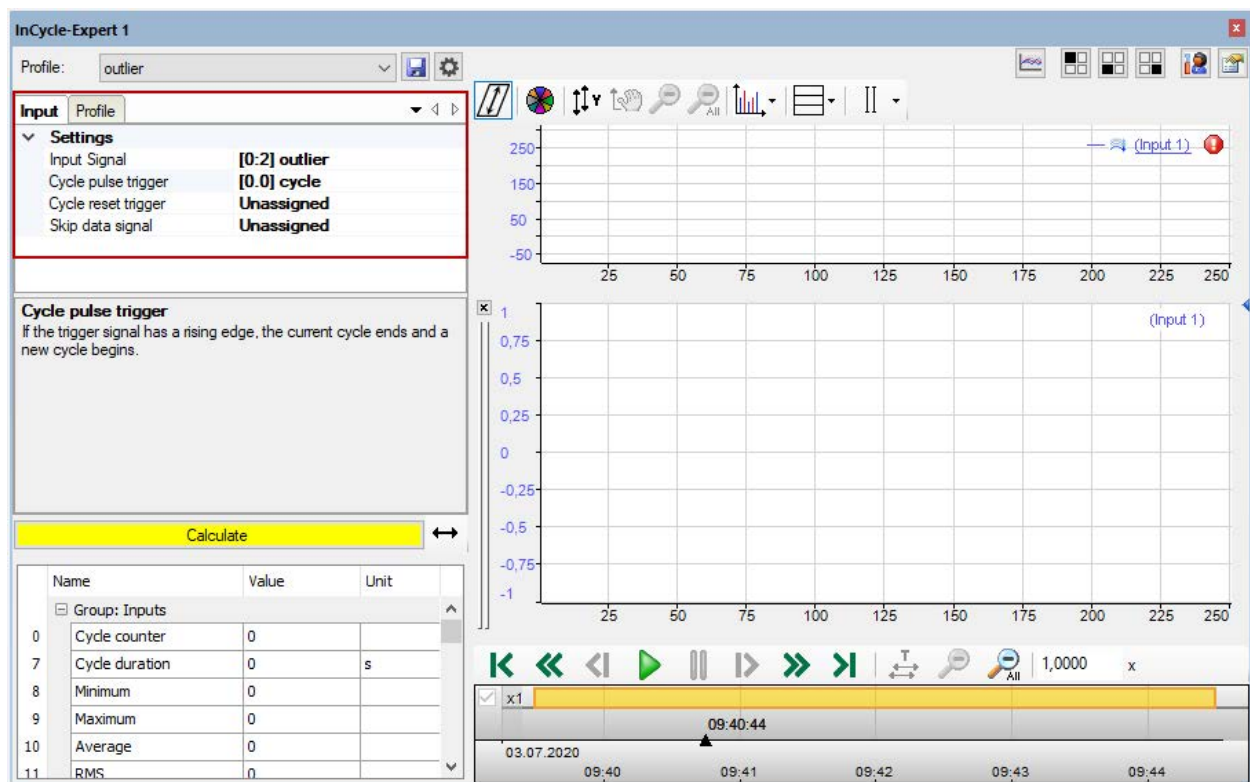 InCycle-Expert 1
Profile: outlier
Input Profile
Settings
Input Signal [0:2] outlier
Cycle pulse trigger [0.0] cycle
Cycle reset trigger Unassigned
Skip data signal Unassigned
Cycle pulse trigger
If the trigger signal has a rising edge, the current cycle ends and a
new cycle begins.
Calculate
Name Value Unit
Group: Inputs
0 Cycle counter 0
7 Cycle duration 0 s
8 Minimum 0
9 Maximum 0
10 Average 0
11 RMS 0
Y All
(Input 1)
250
150
50
-50
25 50 75 100 125 150 175 200 225 250
(Input 1)
1
0,75
0,5
0,25
0
-0,25
-0,5
-0,75
-1
25 50 75 100 125 150 175 200 225 250
T All 1,0000 x
x1
09:40:44
03.07.2020
09:40 09:41 09:42 09:43 09:44